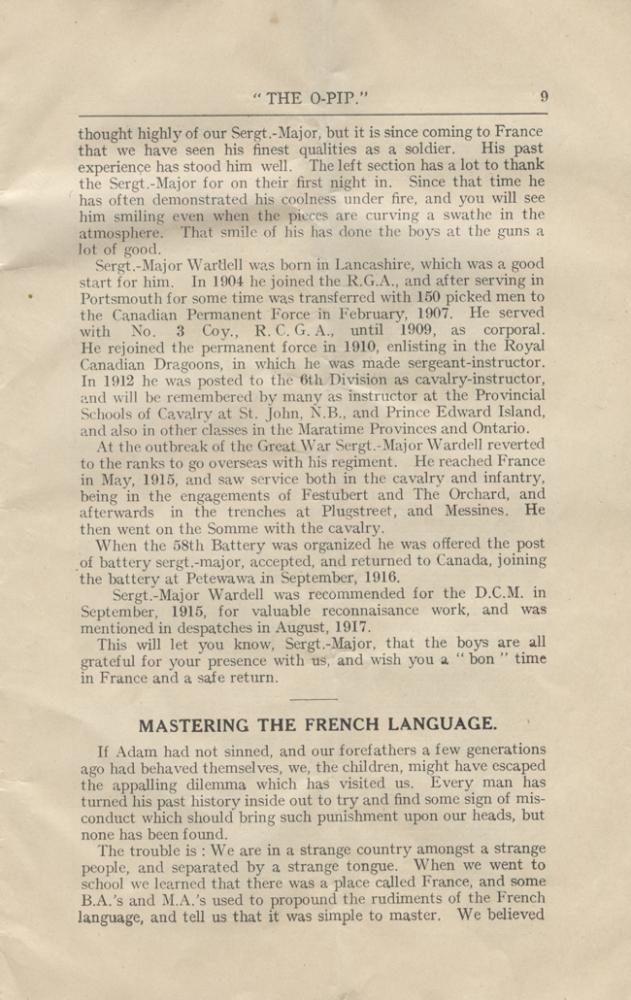 “ THE O-PIP.” 9
thought highly of our Sergt.-Major, but it is since coming to France
that we have seen his finest qualities as a soldier. His past
experience has stood him well. The left section has a lot to thank
the Sergt.-Major for on their first night in. Since that time he
has often demonstrated his coolness under fire, and you will see
him smiling even when the pieces are curving a swathe in the
atmosphere. That smile of his has done the boys at the guns a
lot of good.
Sergt.-Major Wardell was born in Lancashire, which was a good
start for him. In 1904 he joined the R.G.A., and after serving in
Portsmouth for some time was transferred with 150 picked men to
the Canadian Permanent Force in February, 1907. He served
with No. 3 Coy., R. C. G. A., until 1909, as corporal.
He rejoined the permanent force in 1910, enlisting in the Royal
Canadian Dragoons, in which he was made sergeant-instructor.
In 1912 he was posted to the 6th Division as cavalry-instructor,
and will be remembered by many as instructor at the Provincial
Schools of Cavalry at St. John, N.B., and Prince Edward Island,
and also in other classes in the Maratime Provinces and Ontario.
At the outbreak of the Great War Sergt.-Major Wardell reverted
to the ranks to go overseas with his regiment. He reached France
in May, 1915, and saw service both in the cavalry and infantry,
being in the engagements of Festubert and The Orchard, and
afterwards in the trenches at Plugstreet, and Messines. He
then went on the Somme with the cavalry.
When the 58th Battery was organized he was offered the post
of battery sergt.-major, accepted, and returned to Canada, joining
the battery at Petewawa in September, 1916.
Sergt.-Major Wardell was recommended for the D.C.M. in
September, 1915, for valuable reconnaisance work, and was
mentioned in despatches in August, 1917.
This will let you know, Sergt.-Major, that the boys are all
grateful for your presence with us, and wish you a “ bon ” time
in France and a safe return.
MASTERING THE FRENCH LANGUAGE.
If Adam had not sinned, and our forefathers a few generations
ago had behaved themselves, we, the children, might have escaped
the appalling dilemma which has visited us. Every man has
turned his past history inside out to try and find some sign of mis-
conduct which should bring such punishment upon our heads, but
none has been found.
The trouble is : We are in a strange country amongst a strange
people, and separated by a strange tongue. When we went to
school we learned that there was a place called France, and some
B.A.’s and M.A.’s used to propound the rudiments of the French
language, and tell us that it was simple to master. We believed